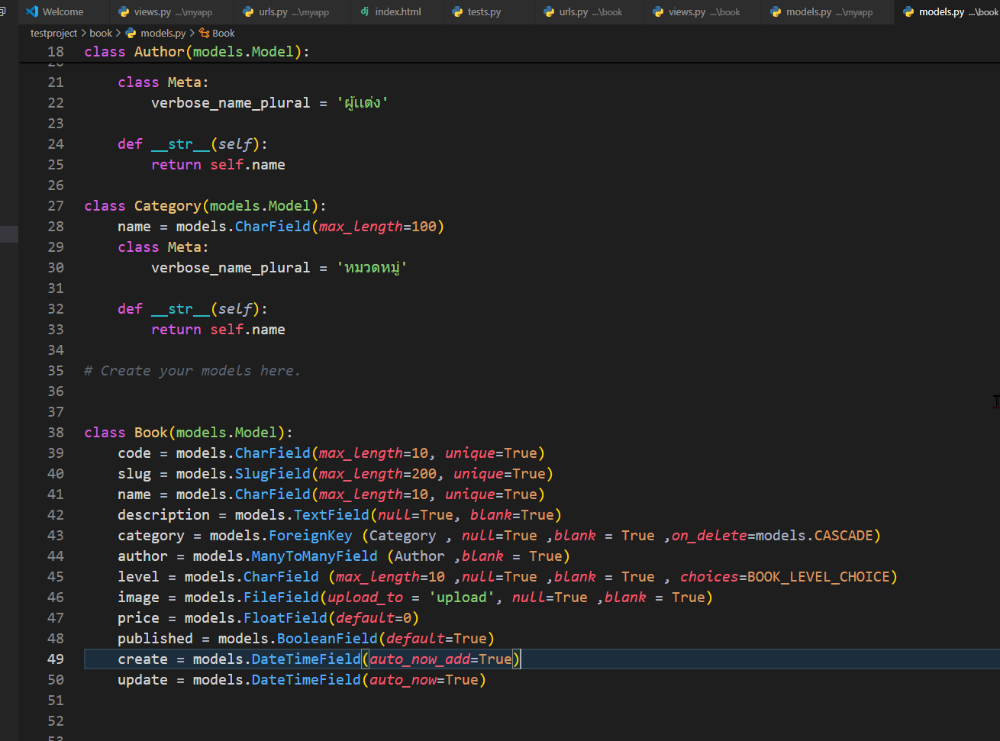 Welcome views.py ...\myapp urls.py ...\myapp index.html tests.py urls.py ...\book views.py ...\book models.py ...\myapp models.py ...\book
testproject > book > models.py > Book
18 class Author(models.Model):
21 class Meta:
22 verbose_name_plural = 'ผู้แต่ง'
23
24 def __str__(self):
25 return self.name
26
27 class Category(models.Model):
28 name = models.CharField(max_length=100)
29 class Meta:
30 verbose_name_plural = 'หมวดหมู่'
31
32 def __str__(self):
33 return self.name
34
35 # Create your models here.
36
37
38 class Book(models.Model):
39 code = models.CharField(max_length=10, unique=True)
40 slug = models.SlugField(max_length=200, unique=True)
41 name = models.CharField(max_length=10, unique=True)
42 description = models.TextField(null=True, blank=True)
43 category = models.ForeignKey (Category , null=True ,blank = True ,on_delete=models.CASCADE)
44 author = models.ManyToManyField (Author ,blank = True)
45 level = models.CharField (max_length=10 ,null=True ,blank = True , choices=BOOK_LEVEL_CHOICE)
46 image = models.FileField(upload_to = 'upload', null=True ,blank = True)
47 price = models.FloatField(default=0)
48 published = models.BooleanField(default=True)
49 create = models.DateTimeField(auto_now_add=True)
50 update = models.DateTimeField(auto_now=True)
51
52